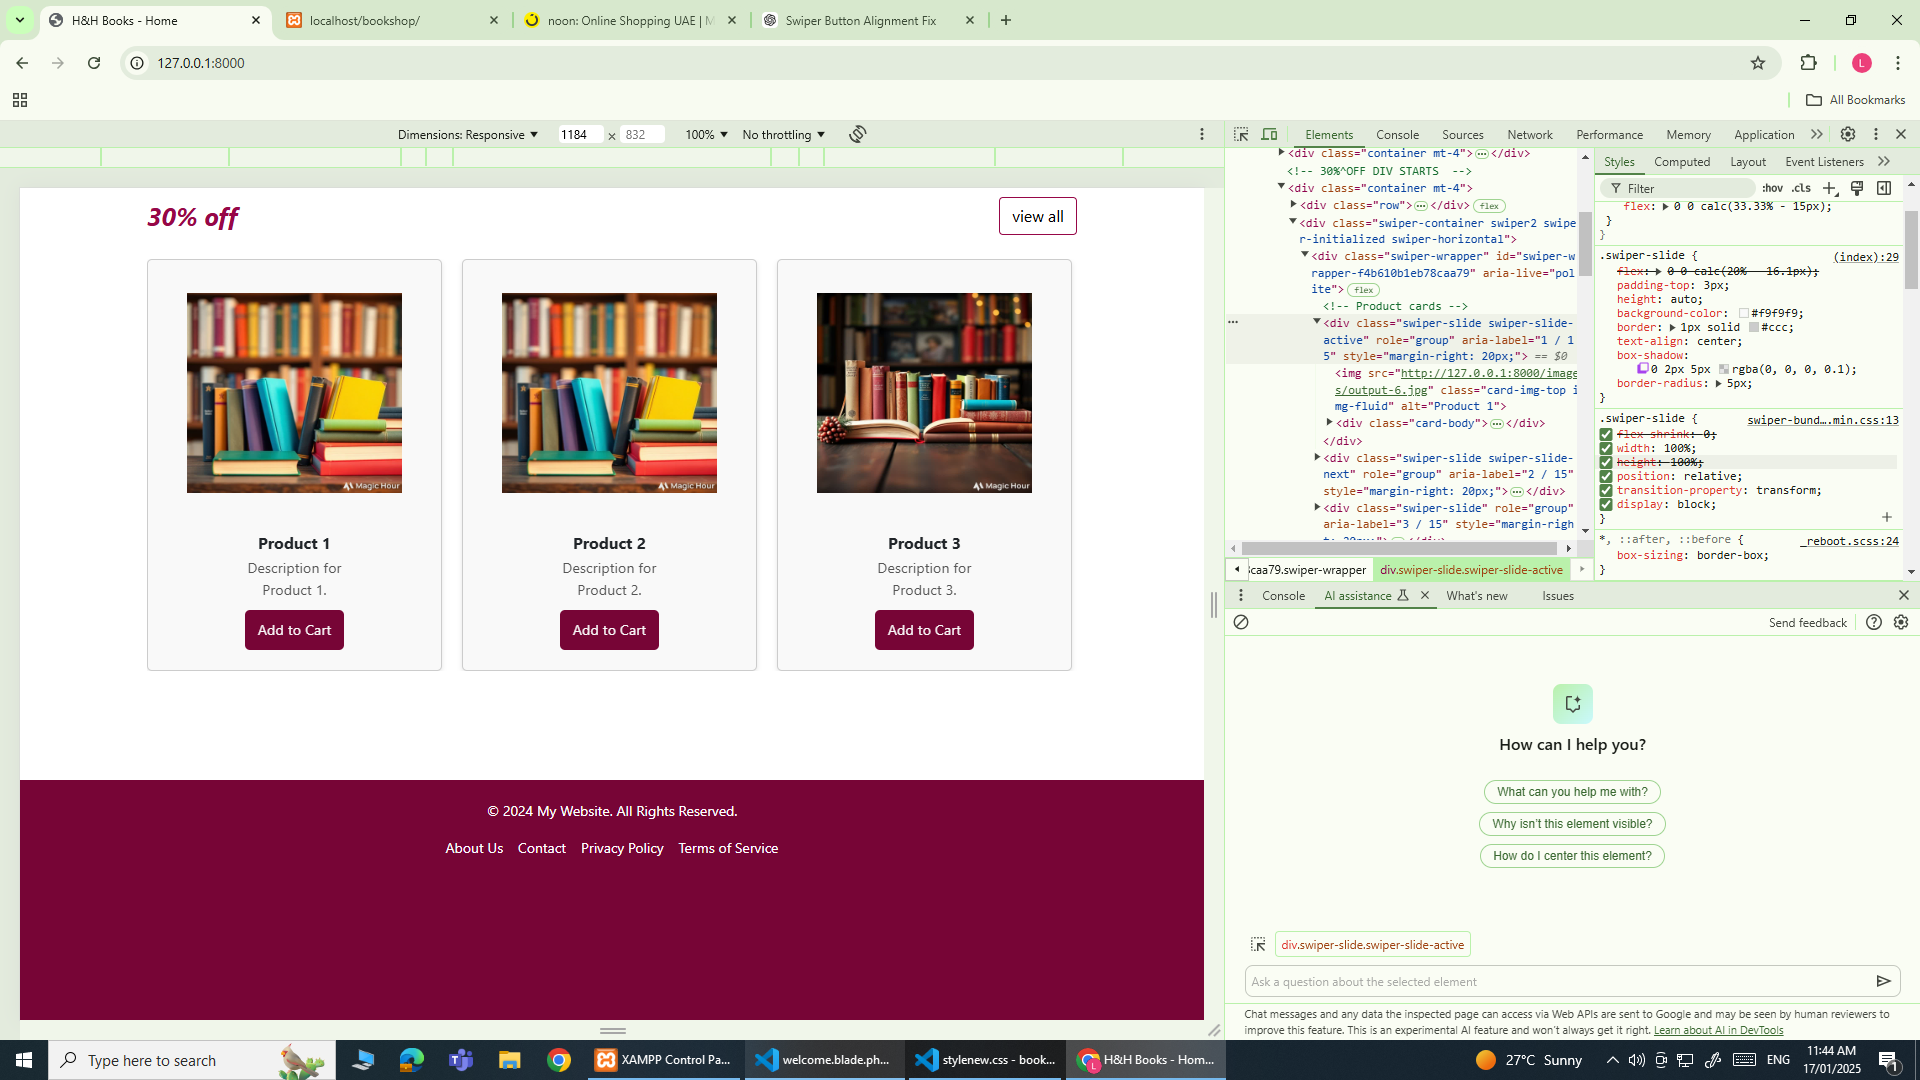 H&H Books - Home
localhost/bookshop/
noon: Online Shopping UAE | M
Swiper Button Alignment Fix
127.0.0.1:8000
L
All Bookmarks
Dimensions: Responsive
1184 × 832
100%
No throttling
30% off
view all
Magic Hour
Magic Hour
Magic Hour
Product 1
Description for
Product 1.
Add to Cart
Product 2
Description for
Product 2.
Add to Cart
Product 3
Description for
Product 3.
Add to Cart
© 2024 My Website. All Rights Reserved.
About Us Contact Privacy Policy Terms of Service
Elements Console Sources Network Performance Memory Application
<div class="container mt-4"> </div>
<!-- 30%^OFF DIV STARTS -->
<div class="container mt-4">
<div class="row"> </div> flex
<div class="swiper-container swiper2 swipe
r-initialized swiper-horizontal">
<div class="swiper-wrapper" id="swiper-w
rapper-f4b610b1eb78caa79" aria-live="pol
ite"> flex
<!-- Product cards -->
<div class="swiper-slide swiper-slide-
active" role="group" aria-label="1 / 1
5" style="margin-right: 20px;"> == $0
<img src="http://127.0.0.1:8000/image
s/output-6.jpg" class="card-img-top i
mg-fluid" alt="Product 1">
<div class="card-body"> </div>
</div>
<div class="swiper-slide swiper-slide-
next" role="group" aria-label="2 / 15"
style="margin-right: 20px;"> </div>
<div class="swiper-slide" role="group"
aria-label="3 / 15" style="margin-righ
t: 20px;"> </div>
caa79.swiper-wrapper div.swiper-slide.swiper-slide-active
Styles Computed Layout Event Listeners
Filter :hov .cls
flex: 0 0 calc(33.33% - 15px);
}
}
.swiper-slide { (index):29
flex: 0 0 calc(20% - 16.1px);
padding-top: 3px;
height: auto;
background-color: #f9f9f9;
border: 1px solid #ccc;
text-align: center;
box-shadow:
0 2px 5px rgba(0, 0, 0, 0.1);
border-radius: 5px;
}
.swiper-slide { swiper-bund….min.css:13
flex-shrink: 0;
width: 100%;
height: 100%;
position: relative;
transition-property: transform;
display: block;
}
*, ::after, ::before { _reboot.scss:24
box-sizing: border-box;
}
Console AI assistance What's new Issues
Send feedback
How can I help you?
What can you help me with?
Why isn't this element visible?
How do I center this element?
div.swiper-slide.swiper-slide-active
Ask a question about the selected element
Chat messages and any data the inspected page can access via Web APIs are sent to Google and may be seen by human reviewers to
improve this feature. This is an experimental AI feature and won't always get it right. Learn about AI in DevTools
Type here to search
XAMPP Control Pa...
welcome.blade.ph...
stylenew.css - book...
H&H Books - Hom...
27°C Sunny
ENG
11:44 AM
17/01/2025
1